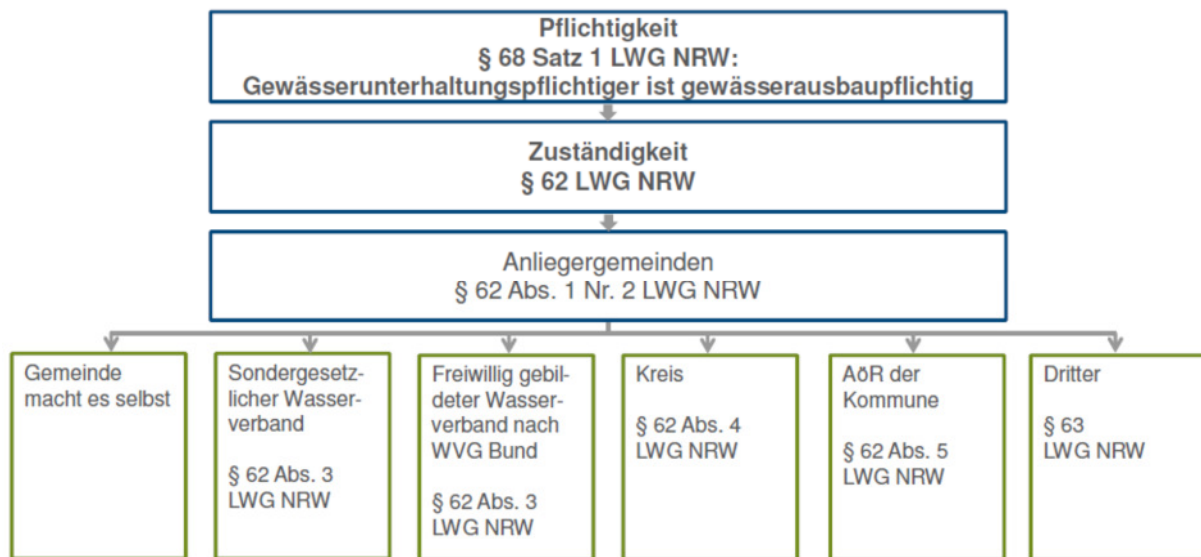 Pflichtigkeit
§ 68 Satz 1 LWG NRW:
Gewässerunterhaltungspflichtiger ist gewässerausbaupflichtig
Zuständigkeit
§ 62 LWG NRW
Anliegergemeinden
§ 62 Abs. 1 Nr. 2 LWG NRW
Gemeinde
macht es selbst
Sondergesetz-
licher Wasser-
verband
§ 62 Abs. 3
LWG NRW
Freiwillig gebil-
deter Wasser-
verband nach
WVG Bund
§ 62 Abs. 3
LWG NRW
Kreis
§ 62 Abs. 4
LWG NRW
AöR der
Kommune
§ 62 Abs. 5
LWG NRW
Dritter
§ 63
LWG NRW